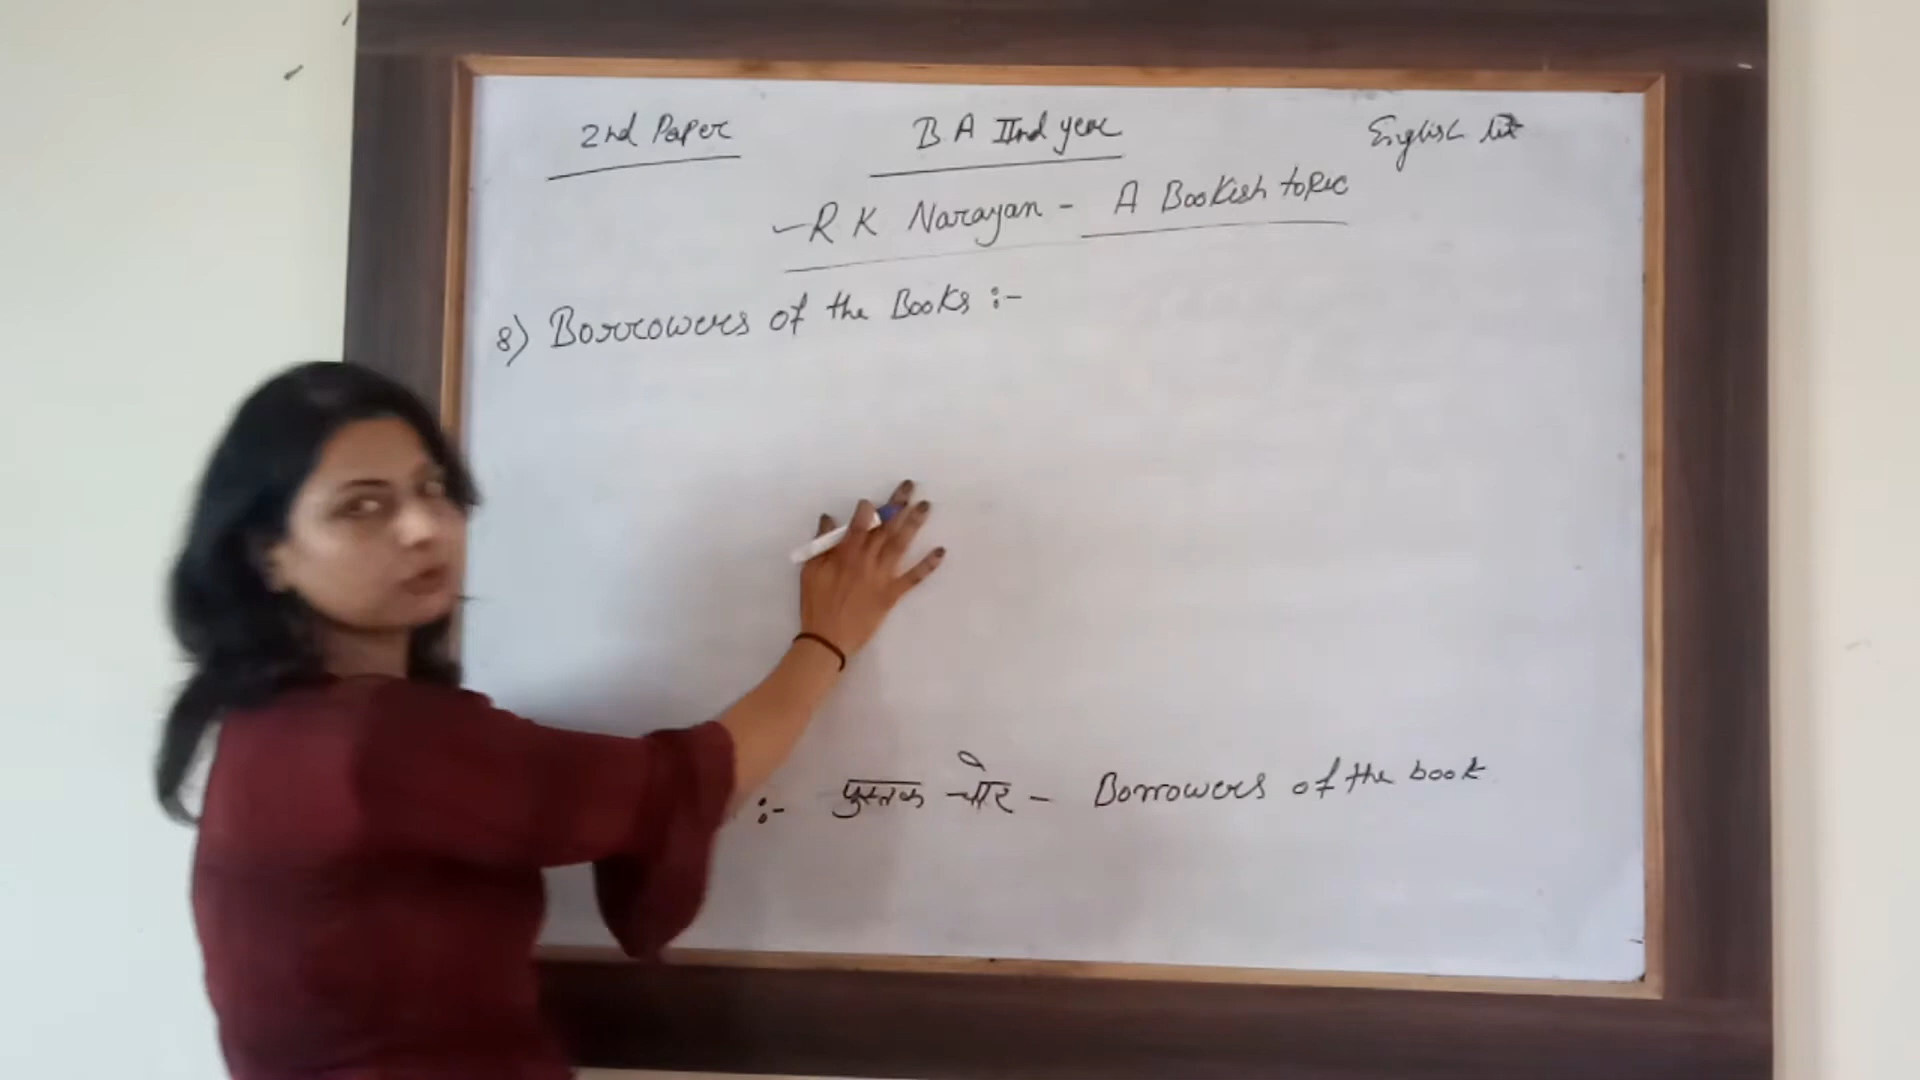 2nd Paper BA IInd year English lit
- R K Narayan - A Bookish topic
8) Borrowers of the Books :-
:- पुस्तक चोर - Borrowers of the book